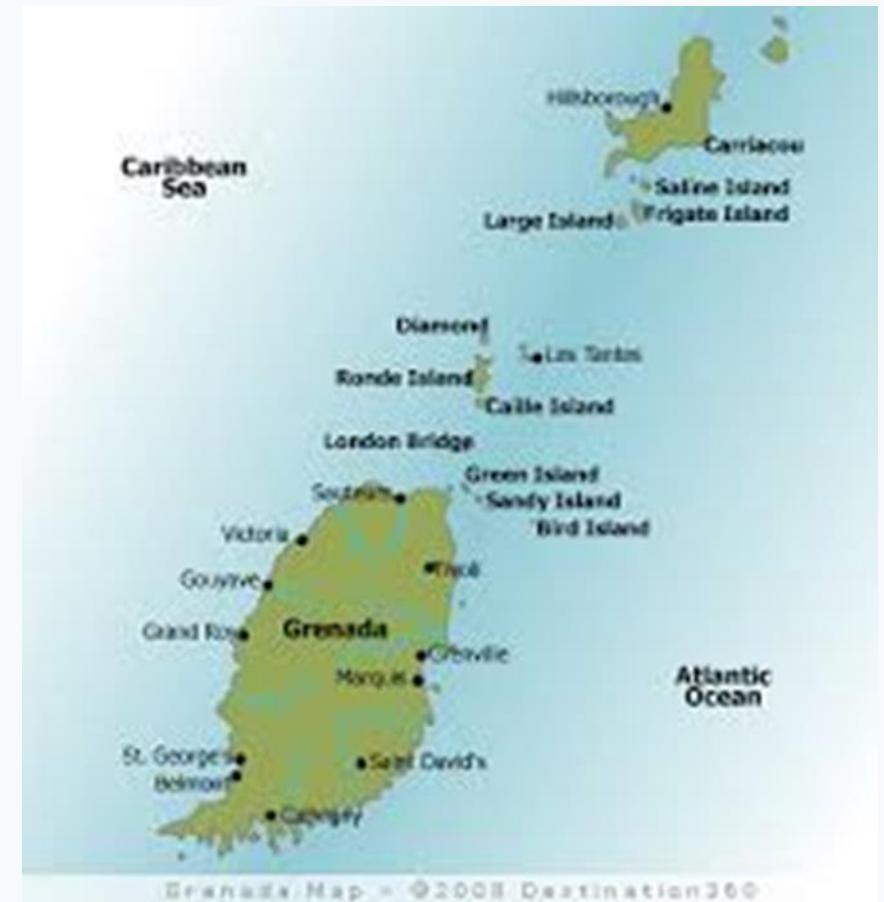 Hillsborough
Carriacou
Caribbean
Sea
Saline Island
Frigate Island
Large Island
Diamond
Les Tantes
Ronde Island
Caille Island
London Bridge
Green Island
Sauteurs
Sandy Island
Bird Island
Victoria
Tivoli
Gouyave
Grenada
Grand Roy
Grenville
Marquis
Atlantic
Ocean
St. George's
Saint David's
Belmont
Grenada Map - ©2008 Destination360